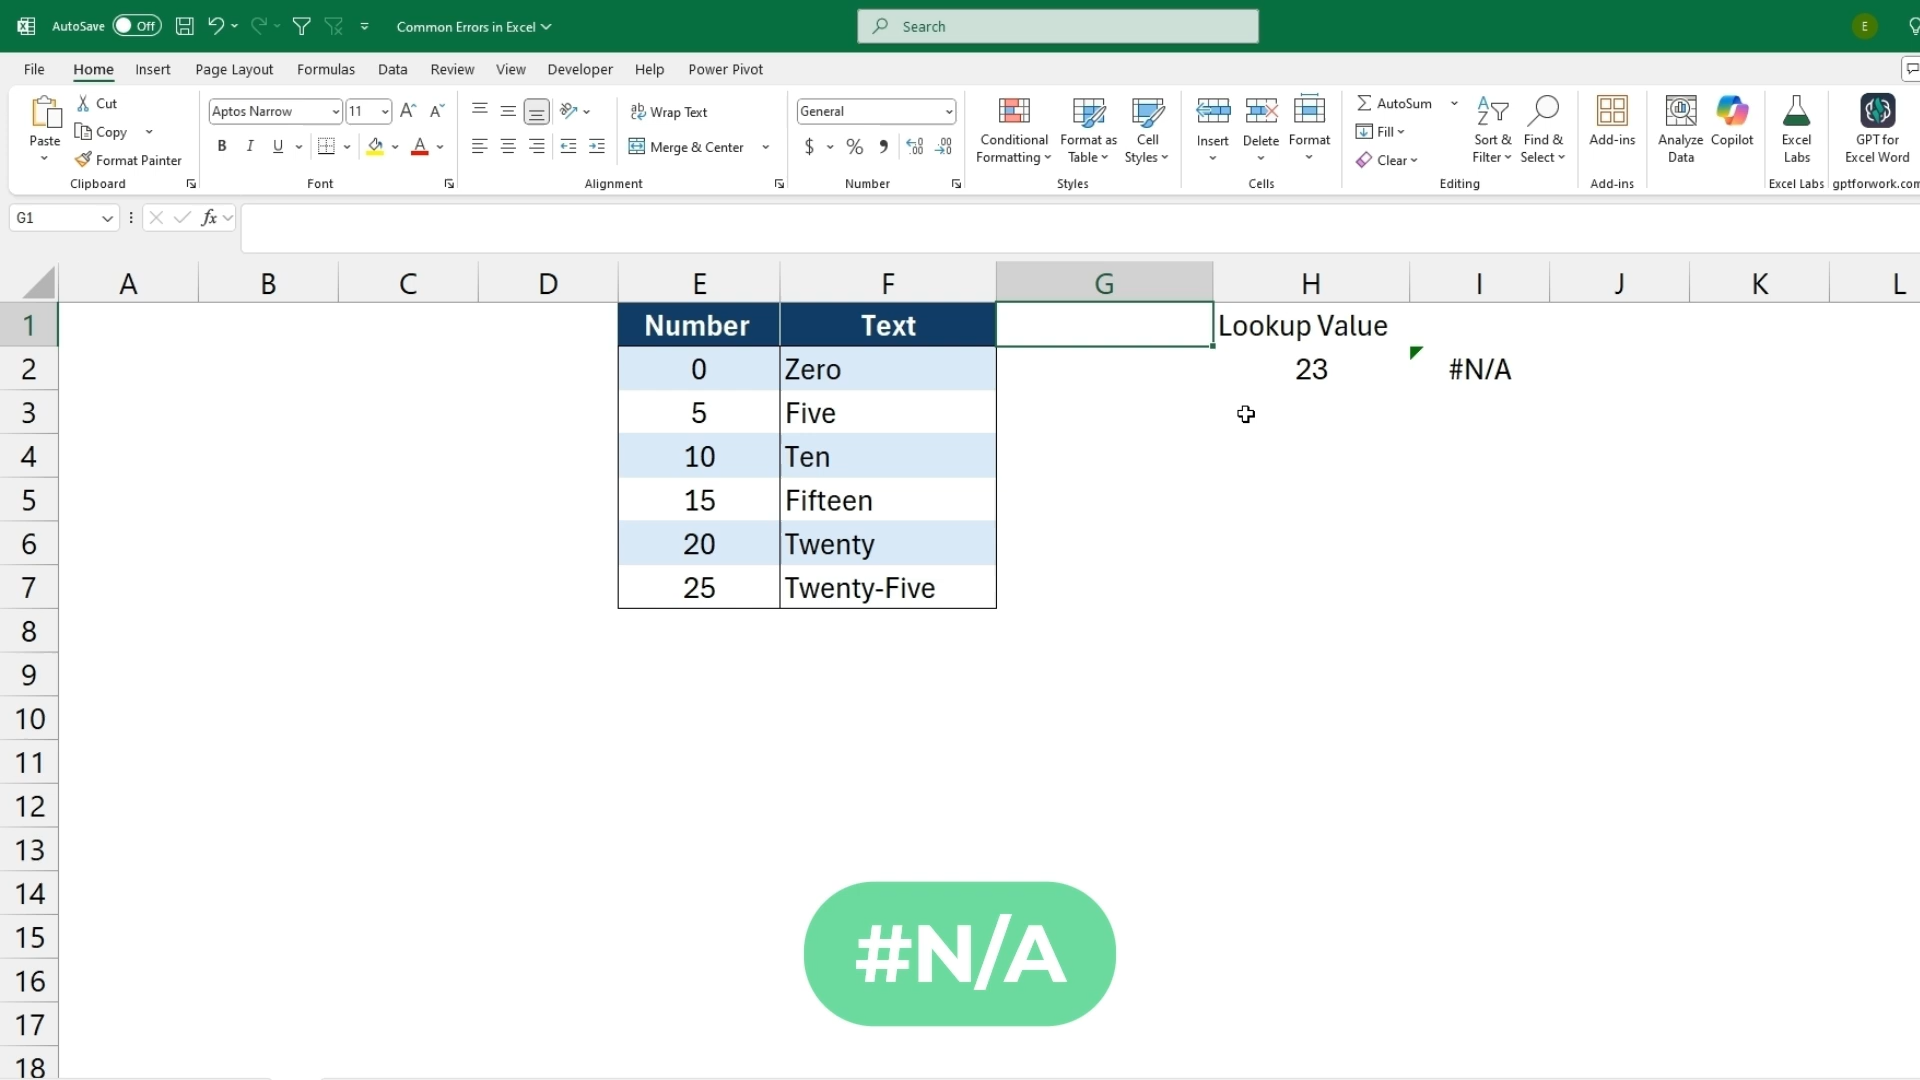 AutoSave Off Common Errors in Excel Search E
File Home Insert Page Layout Formulas Data Review View Developer Help Power Pivot
Paste Cut Copy Format Painter Clipboard
Aptos Narrow 11 B I U Font
Wrap Text Merge & Center Alignment
General $ % Number
Conditional Formatting Format as Table Cell Styles Styles
Insert Delete Format Cells
AutoSum Fill Clear Sort & Filter Find & Select Editing
Add-ins Add-ins
Analyze Data Copilot
Excel Labs Excel Labs
GPT for Excel Word gptforwork.com
G1 fx
A B C D E F G H I J K L
1 Number Text Lookup Value
2 0 Zero 23 #N/A
3 5 Five
4 10 Ten
5 15 Fifteen
6 20 Twenty
7 25 Twenty-Five
8
9
10
11
12
13
14
15
16
17
18
#N/A